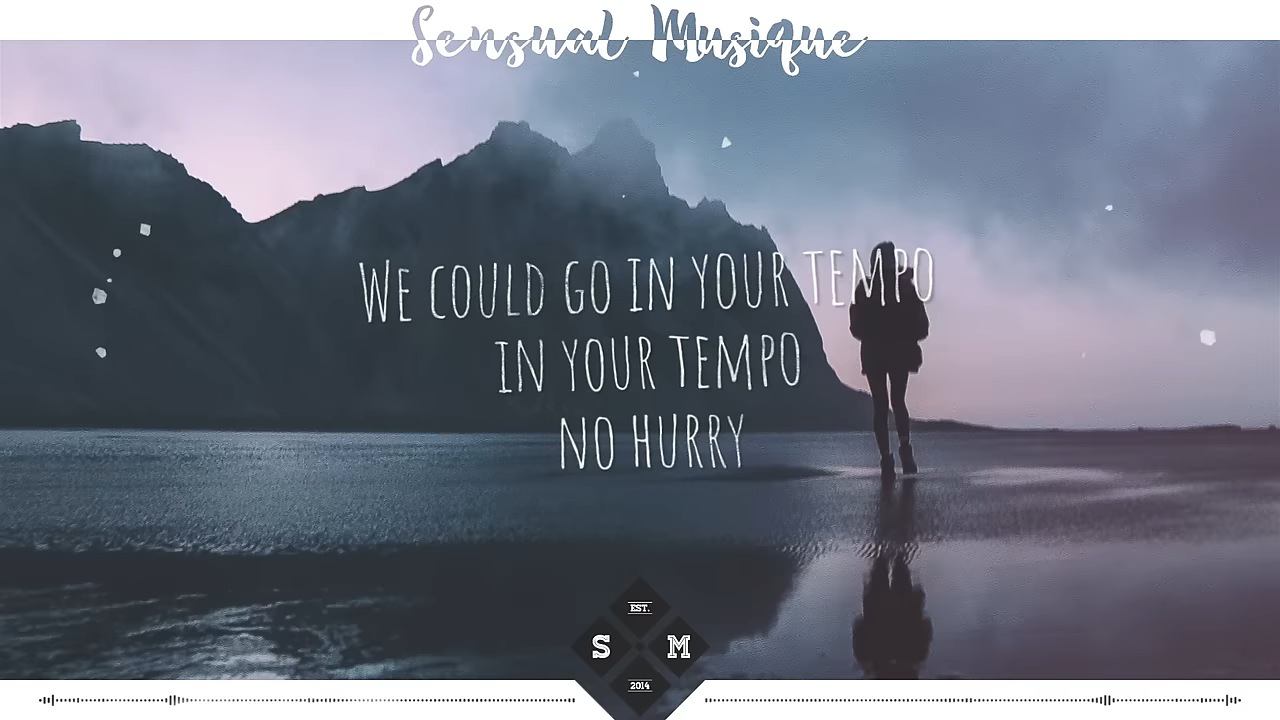 Sensual Musique
WE COULD GO IN YOUR TEMPO
IN YOUR TEMPO
NO HURRY
EST.
S M
2014